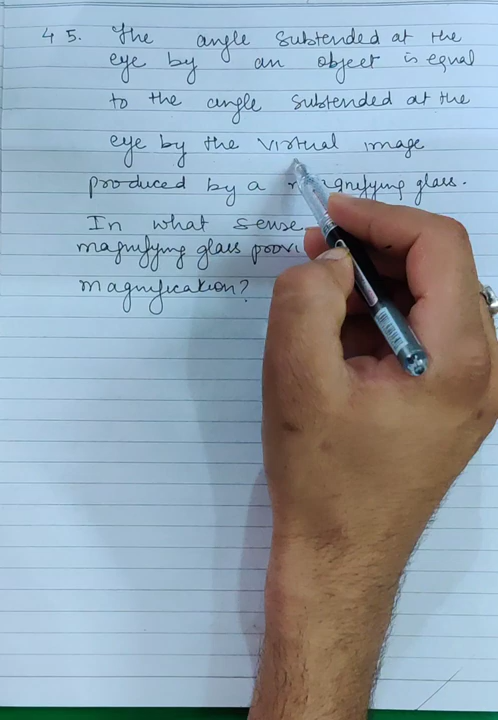 45. The angle subtended at the
eye by an object is equal
to the angle subtended at the
eye by the virtual image
produced by a magnifying glass.
In what sense
magnifying glass provi
magnification?